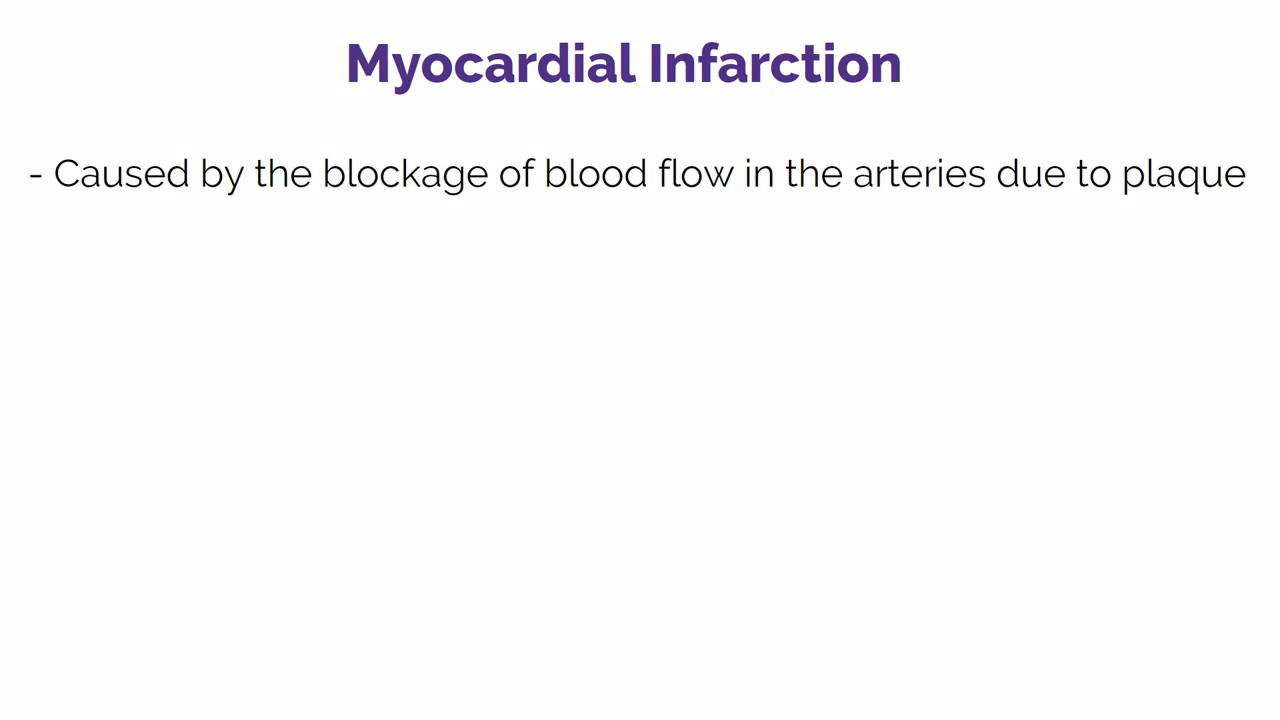 Myocardial Infarction
- Caused by the blockage of blood flow in the arteries due to plaque